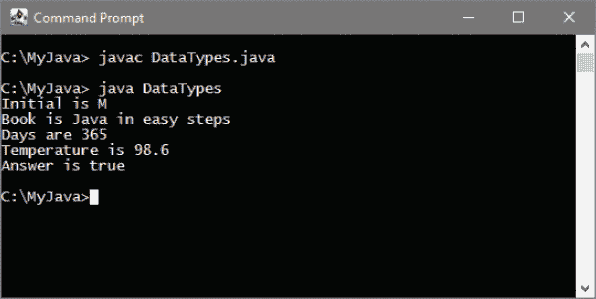 Command Prompt
C:\MyJava> javac DataTypes.java
C:\MyJava> java DataTypes
Initial is M
Book is Java in easy steps
Days are 365
Temperature is 98.6
Answer is true
C:\MyJava>